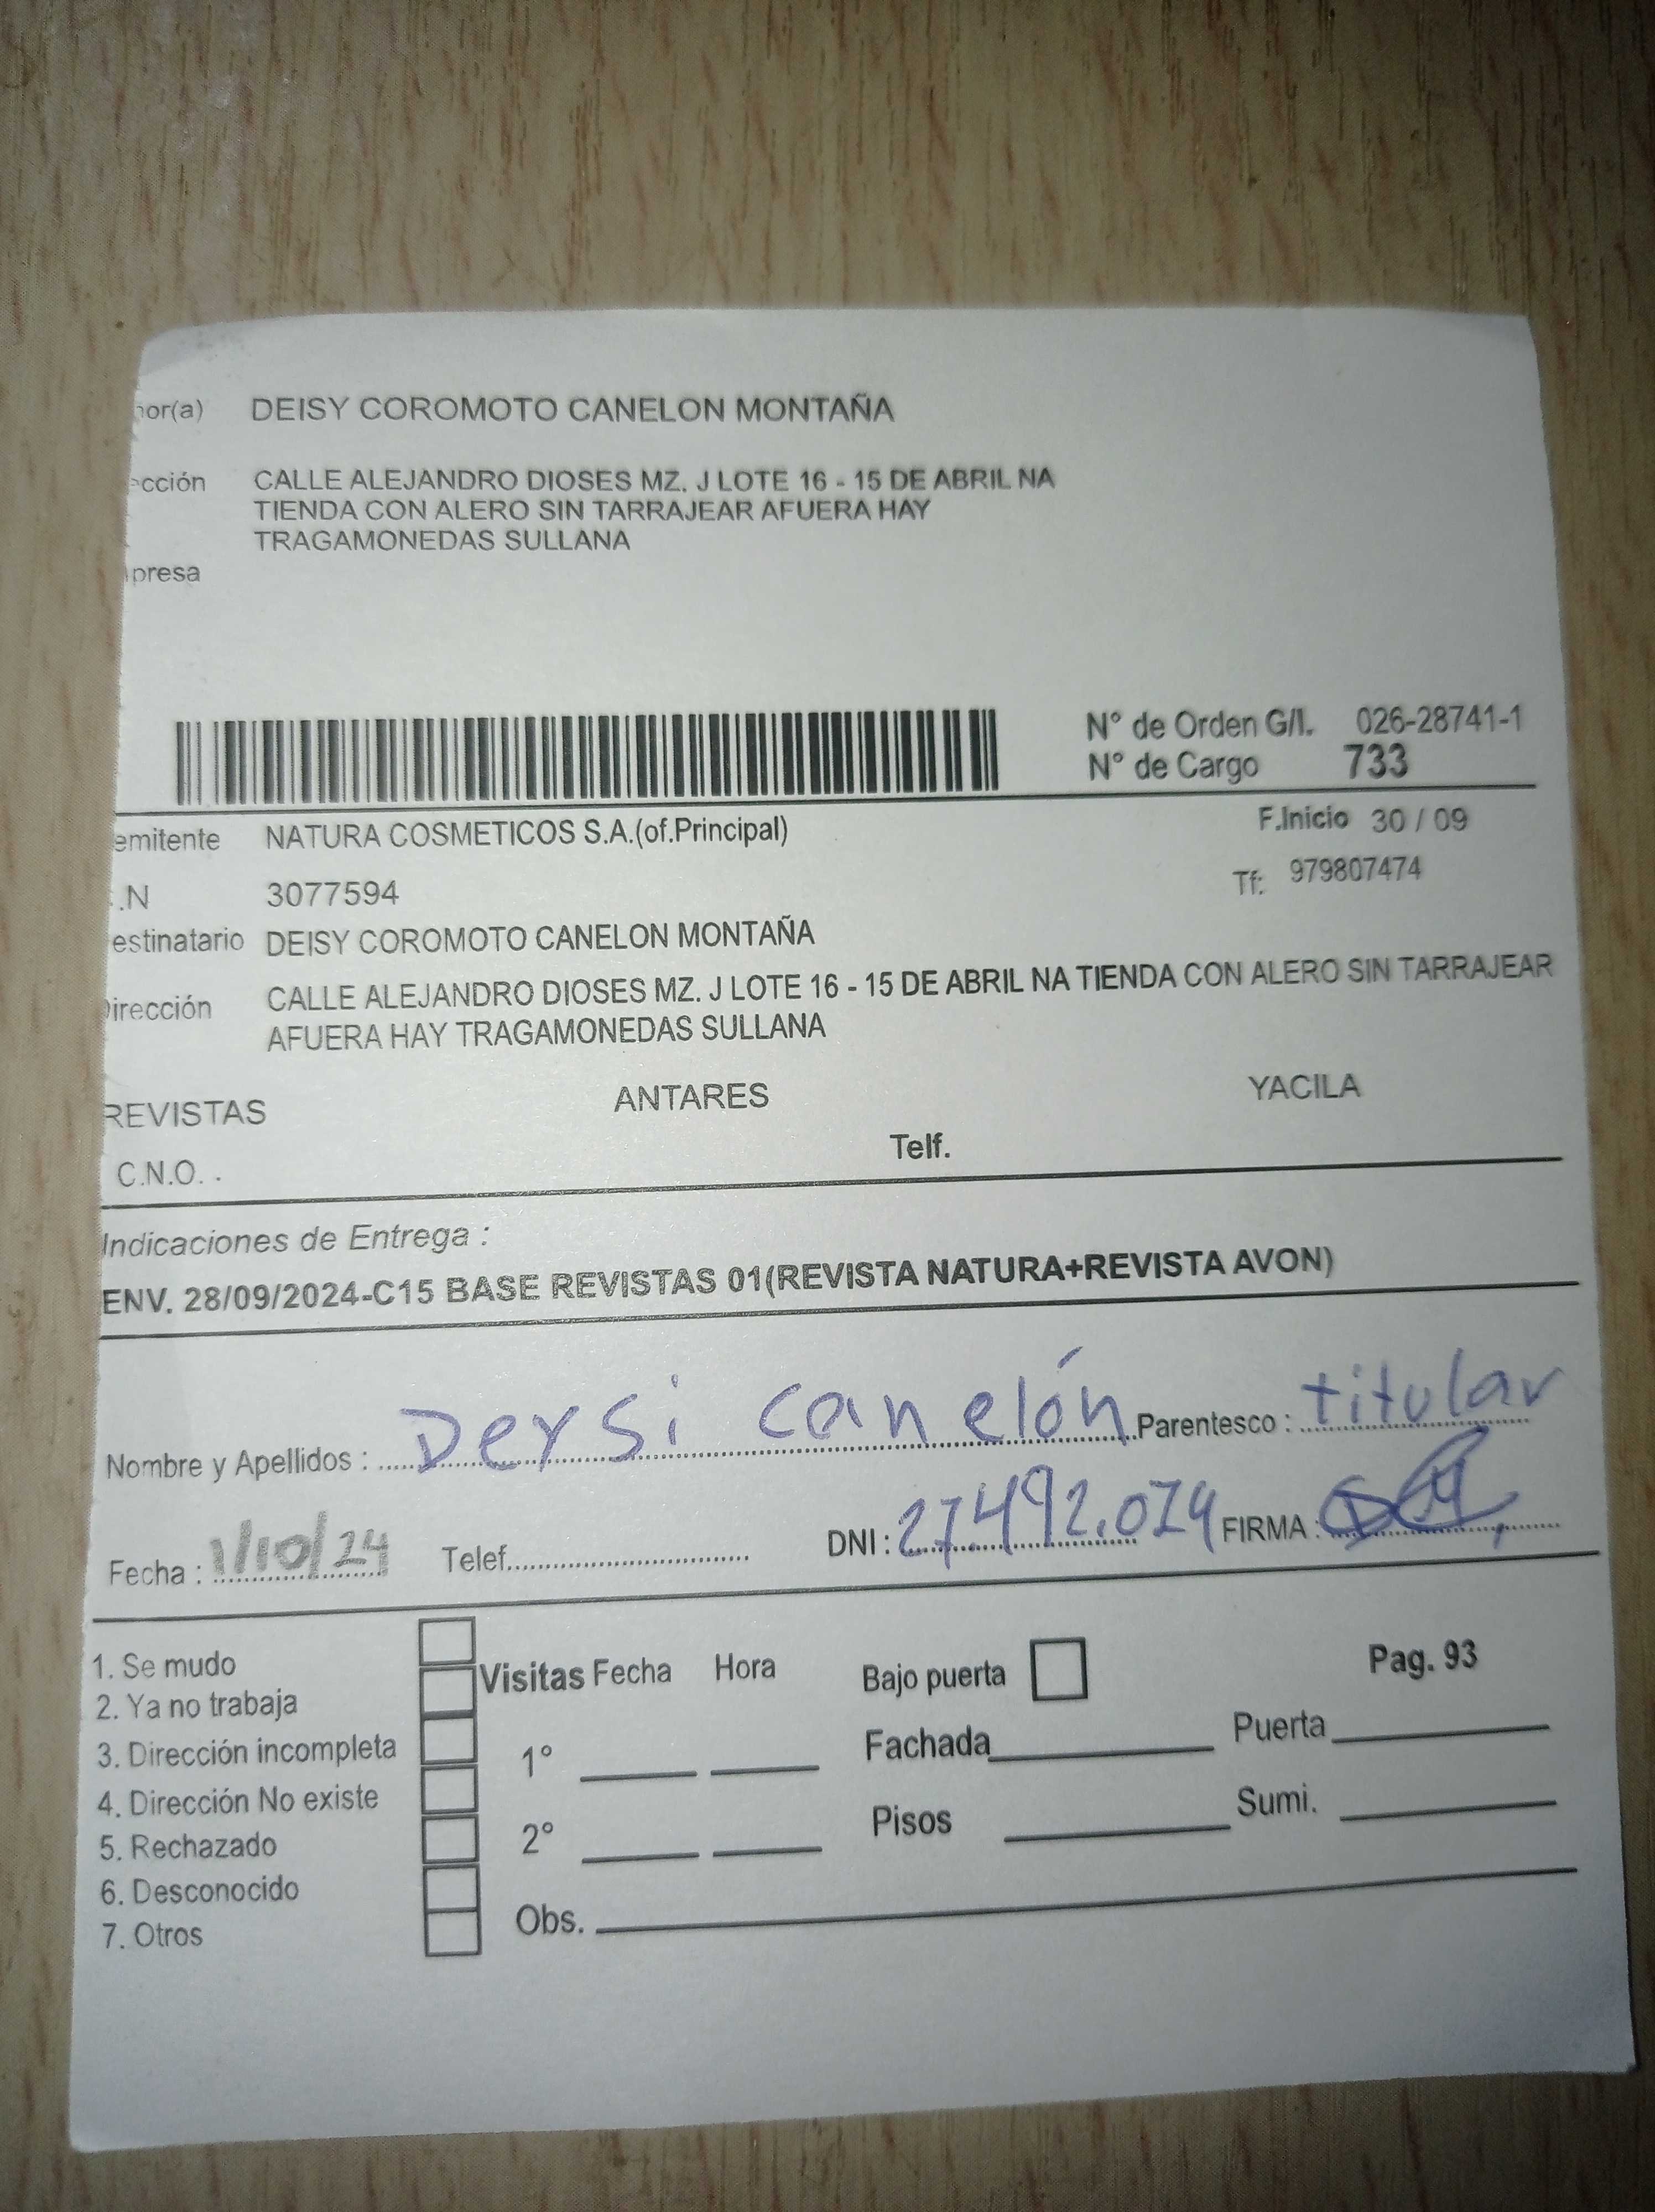 ñor(a) DEISY COROMOTO CANELON MONTAÑA
ección CALLE ALEJANDRO DIOSES MZ. J LOTE 16 - 15 DE ABRIL NA
TIENDA CON ALERO SIN TARRAJEAR AFUERA HAY
TRAGAMONEDAS SULLANA
presa
N° de Orden G/I. 026-28741-1
N° de Cargo 733
emitente NATURA COSMETICOS S.A.(of.Principal) F.Inicio 30 / 09
.N 3077594 Tf: 979807474
estinatario DEISY COROMOTO CANELON MONTAÑA
irección CALLE ALEJANDRO DIOSES MZ. J LOTE 16 - 15 DE ABRIL NA TIENDA CON ALERO SIN TARRAJEAR
AFUERA HAY TRAGAMONEDAS SULLANA
REVISTAS ANTARES YACILA
C.N.O. . Telf.
Indicaciones de Entrega :
ENV. 28/09/2024-C15 BASE REVISTAS 01(REVISTA NATURA+REVISTA AVON)
Nombre y Apellidos : Deysi canelón Parentesco : titular
Fecha : 1/10/24 Telef. DNI : 27.492.074 FIRMA :
1. Se mudo
2. Ya no trabaja
3. Dirección incompleta
4. Dirección No existe
5. Rechazado
6. Desconocido
7. Otros
Visitas Fecha Hora
1°
2°
Obs.
Bajo puerta Pag. 93
Fachada Puerta
Pisos Sumi.